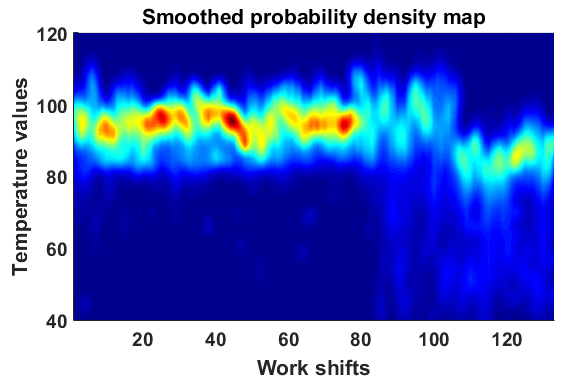 Smoothed probability density map
Temperature values
120
100
80
60
40
20 40 60 80 100 120
Work shifts